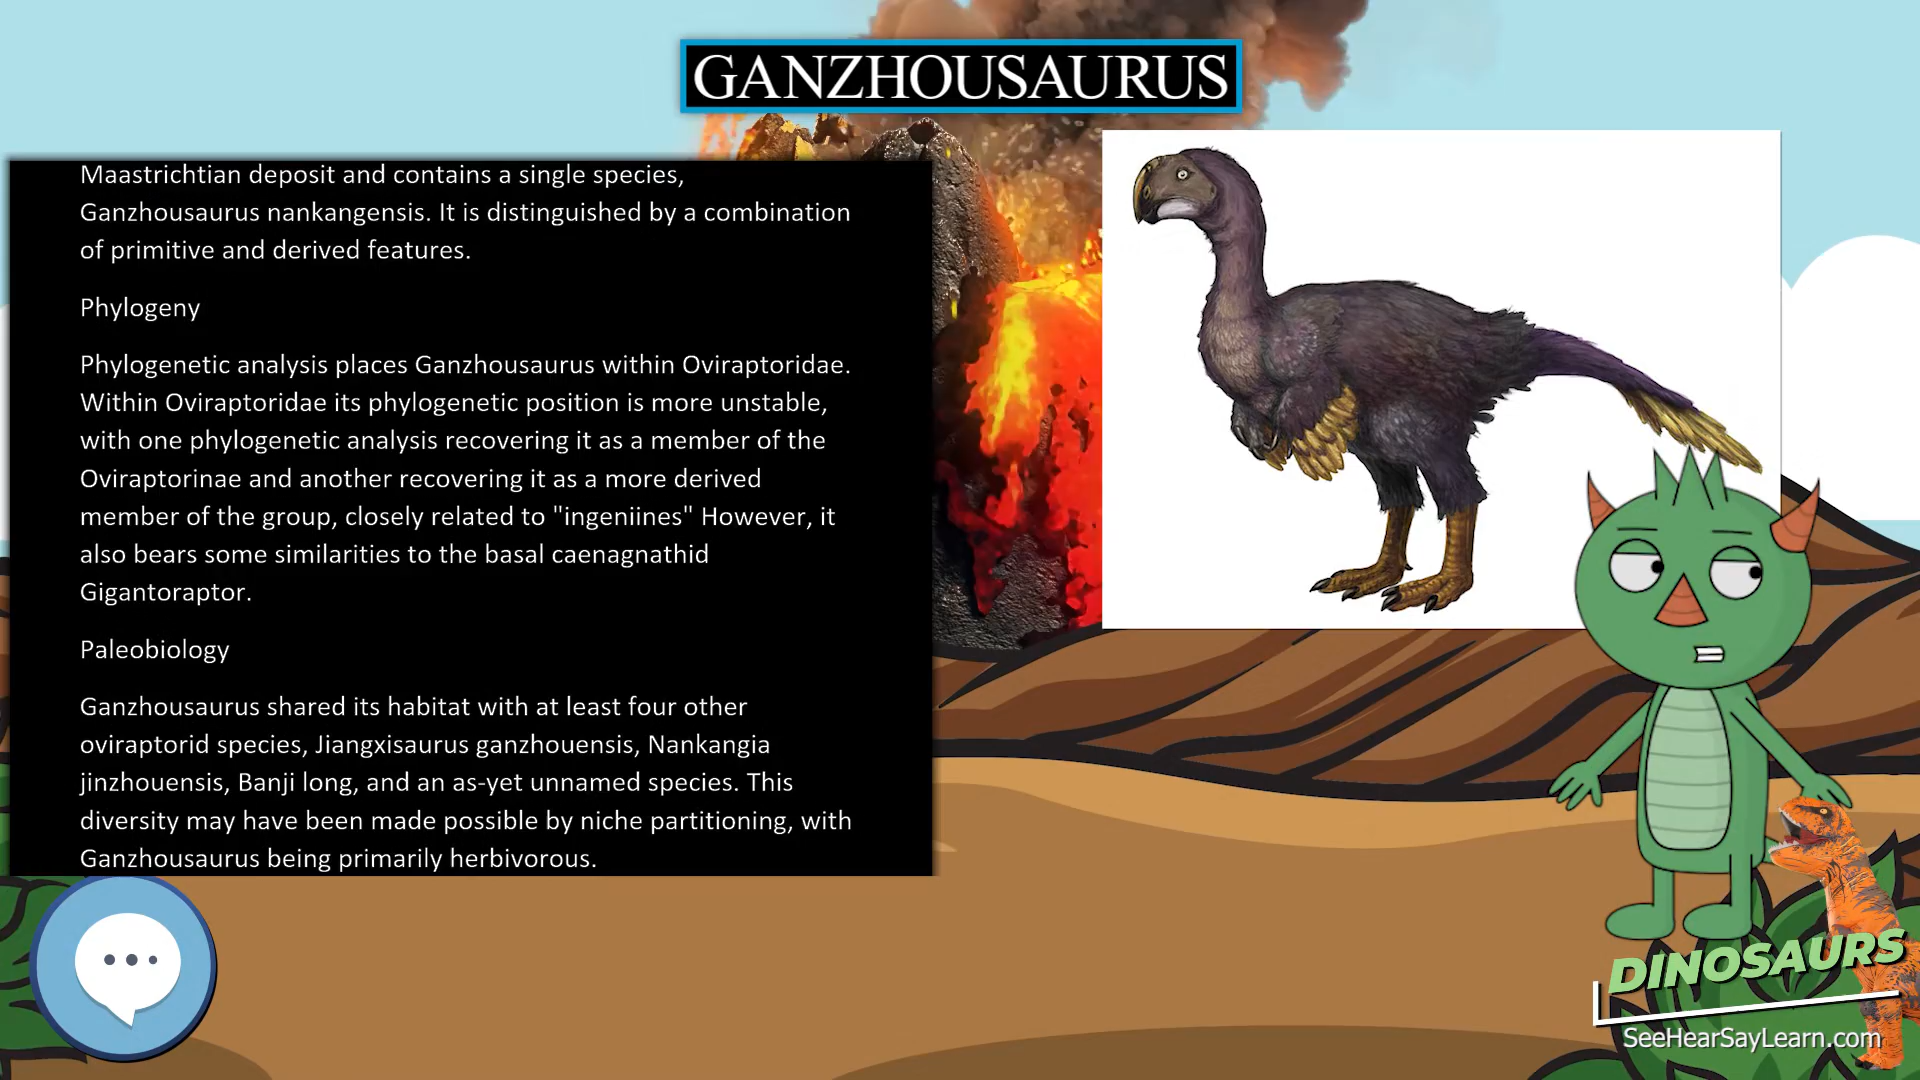 GANZHOUSAURUS
Maastrichtian deposit and contains a single species,
Ganzhousaurus nankangensis. It is distinguished by a combination
of primitive and derived features.
Phylogeny
Phylogenetic analysis places Ganzhousaurus within Oviraptoridae.
Within Oviraptoridae its phylogenetic position is more unstable,
with one phylogenetic analysis recovering it as a member of the
Oviraptorinae and another recovering it as a more derived
member of the group, closely related to "ingeniines" However, it
also bears some similarities to the basal caenagnathid
Gigantoraptor.
Paleobiology
Ganzhousaurus shared its habitat with at least four other
oviraptorid species, Jiangxisaurus ganzhouensis, Nankangia
jinzhouensis, Banji long, and an as-yet unnamed species. This
diversity may have been made possible by niche partitioning, with
Ganzhousaurus being primarily herbivorous.
DINOSAURS
SeeHearSayLearn.com